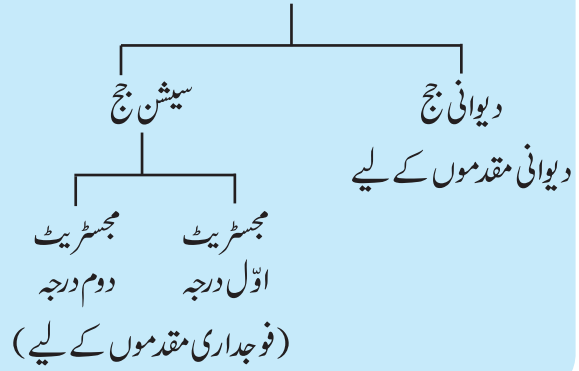 دیوانی جج
سیشن جج
دیوانی مقدموں کے لیے
مجسٹریٹ
مجسٹریٹ
اوّل درجہ
دوم درجہ
(فوجداری مقدموں کے لیے)